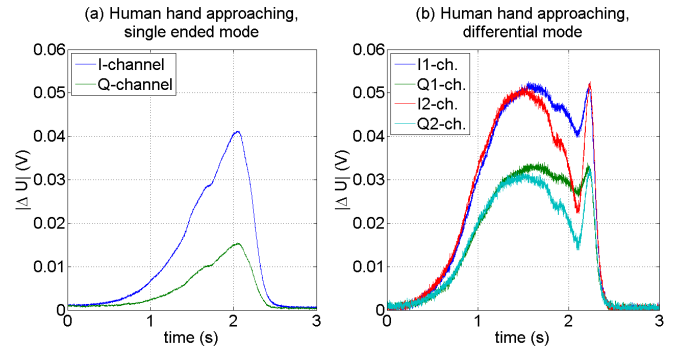 (a) Human hand approaching,
single ended mode
0.06
0.05
0.04
0.03
0.02
0.01
0
|Δ U| (V)
I-channel
Q-channel
0 1 2 3
time (s)
(b) Human hand approaching,
differential mode
0.06
0.05
0.04
0.03
0.02
0.01
0
|Δ U| (V)
I1-ch.
Q1-ch.
I2-ch.
Q2-ch.
0 1 2 3
time (s)